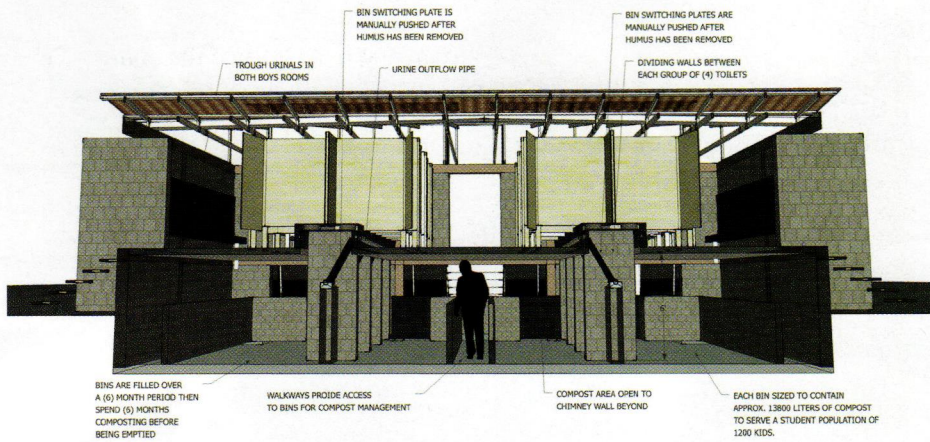 BIN SWITCHING PLATE IS
MANUALLY PUSHED AFTER
HUMUS HAS BEEN REMOVED
BIN SWITCHING PLATES ARE
MANUALLY PUSHED AFTER
HUMUS HAS BEEN REMOVED
TROUGH URINALS IN
BOTH BOYS ROOMS
URINE OUTFLOW PIPE
DIVIDING WALLS BETWEEN
EACH GROUP OF (4) TOILETS
BINS ARE FILLED OVER
A (6) MONTH PERIOD THEN
SPEND (6) MONTHS
COMPOSTING BEFORE
BEING EMPTIED
WALKWAYS PROIDE ACCESS
TO BINS FOR COMPOST MANAGEMENT
COMPOST AREA OPEN TO
CHIMNEY WALL BEYOND
EACH BIN SIZED TO CONTAIN
APPROX. 13800 LITERS OF COMPOST
TO SERVE A STUDENT POPULATION OF
1200 KIDS.